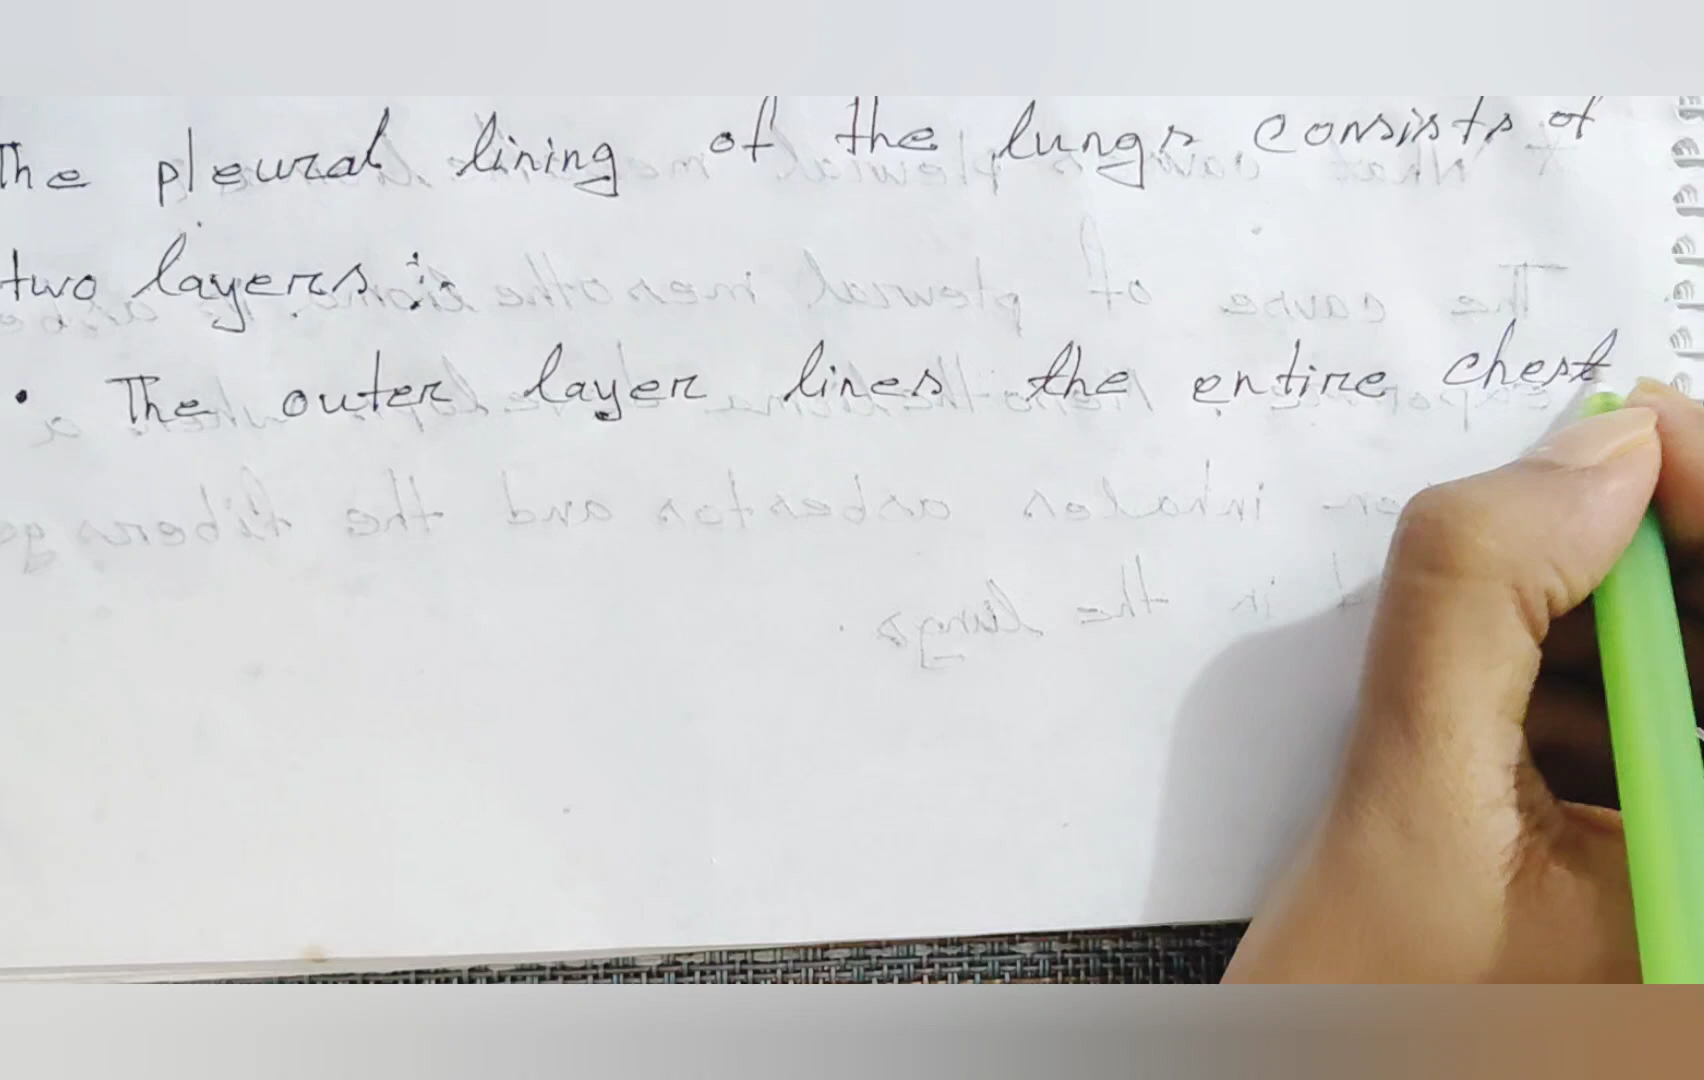 The pleural lining of the lungs consists of
two layers :
• The outer layer lines the entire chest